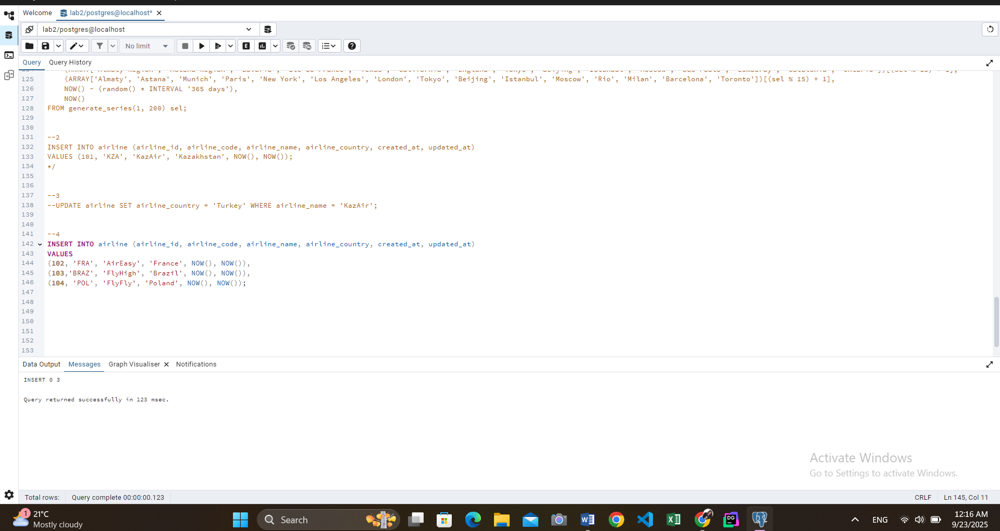 Welcome
lab2/postgres@localhost*
lab2/postgres@localhost
No limit
E
Query
Query History
125 (ARRAY['Almaty', 'Astana', 'Munich', 'Paris', 'New York', 'Los Angeles', 'London', 'Tokyo', 'Beijing', 'Istanbul', 'Moscow', 'Rio', 'Milan', 'Barcelona', 'Toronto'])[(sel % 15) + 1],
126 NOW() - (random() * INTERVAL '365 days'),
127 NOW()
128 FROM generate_series(1, 200) sel;
129
130
131 --2
132 INSERT INTO airline (airline_id, airline_code, airline_name, airline_country, created_at, updated_at)
133 VALUES (101, 'KZA', 'KazAir', 'Kazakhstan', NOW(), NOW());
134 */
135
136
137 --3
138 --UPDATE airline SET airline_country = 'Turkey' WHERE airline_name = 'KazAir';
139
140
141 --4
142 INSERT INTO airline (airline_id, airline_code, airline_name, airline_country, created_at, updated_at)
143 VALUES
144 (102, 'FRA', 'AirEasy', 'France', NOW(), NOW()),
145 (103,'BRAZ', 'FlyHigh', 'Brazil', NOW(), NOW()),
146 (104, 'POL', 'FlyFly', 'Poland', NOW(), NOW());
147
148
149
150
151
152
153
Data Output
Messages
Graph Visualiser
Notifications
INSERT 0 3
Query returned successfully in 123 msec.
Activate Windows
Go to Settings to activate Windows.
Total rows:
Query complete 00:00:00.123
CRLF
Ln 145, Col 11
1
21°C
Mostly cloudy
Search
DG
ENG
12:16 AM
9/23/2025